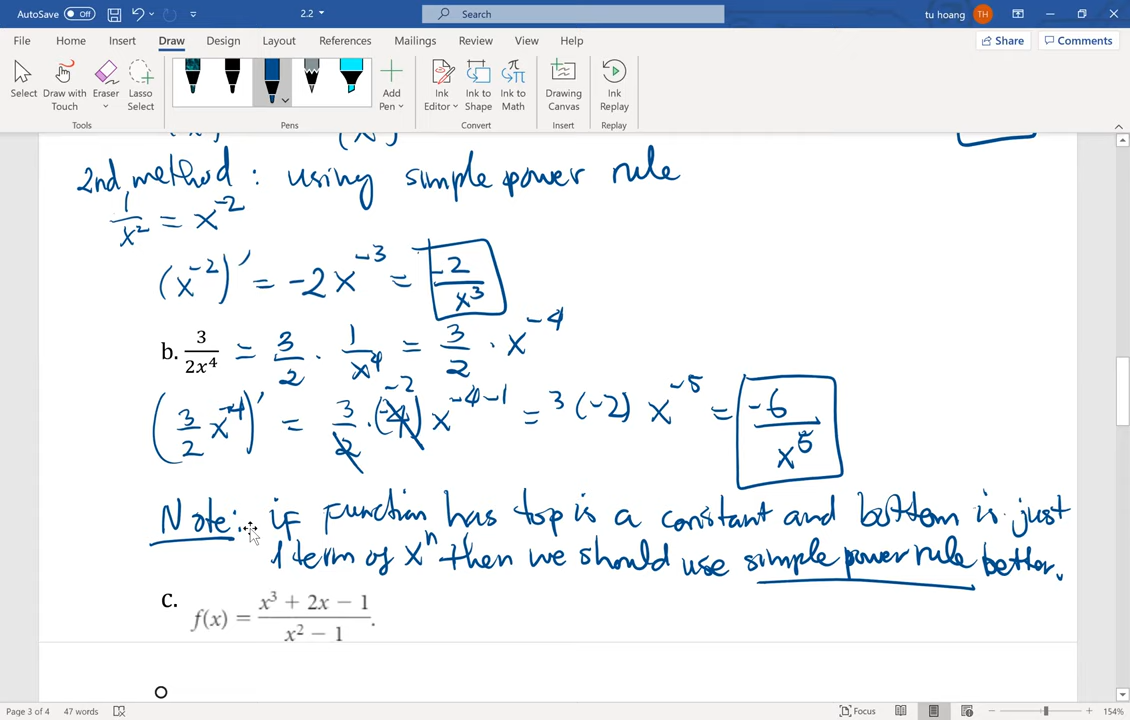 AutoSave Off 2.2 Search tu hoang TH
File Home Insert Draw Design Layout References Mailings Review View Help Share Comments
Select Draw with Touch Eraser Lasso Select Add Pen Ink Editor Ink to Shape Ink to Math Drawing Canvas Ink Replay
Tools Pens Convert Insert Replay
2nd method : using simple power rule
1/x² = x⁻²
(x⁻²)' = -2x⁻³ = -2/x³
b. 3/2x⁴ = 3/2 · 1/x⁴ = 3/2 · x⁻⁴
(3/2 x⁻⁴)' = 3/2 · (-4) -2 x⁻⁴⁻¹ = 3 (-2) x⁻⁵ = -6/x⁵
Note: if Function has top is a constant and bottom is just
1 term of xⁿ then we should use simple power rule better.
c. f(x) = x³ + 2x − 1 / x² − 1 .
Page 3 of 4 47 words Focus 154%